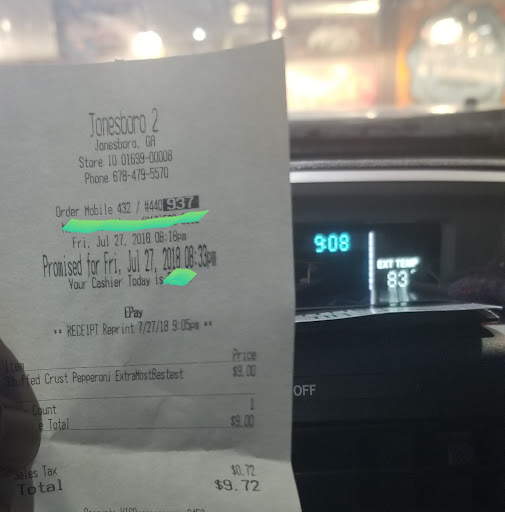 Jonesboro 2
Jonesboro, GA
Store ID 01699-00008
Phone 678-479-5570
Order Mobile 432 / #440937
Fri, Jul 27, 2018 08:18pm
Promised for Fri, Jul 27, 2018 08:33pm
Your Cashier Today is
EPay
** RECEIPT Reprint 7/27/18 9:05pm **
Item Price
Stuffed Crust Pepperoni ExtraMostBestest $9.00
Count 1
e Total $9.00
Sales Tax $0.72
Total $9.72
9:08
EXT TEMP
83°
OFF